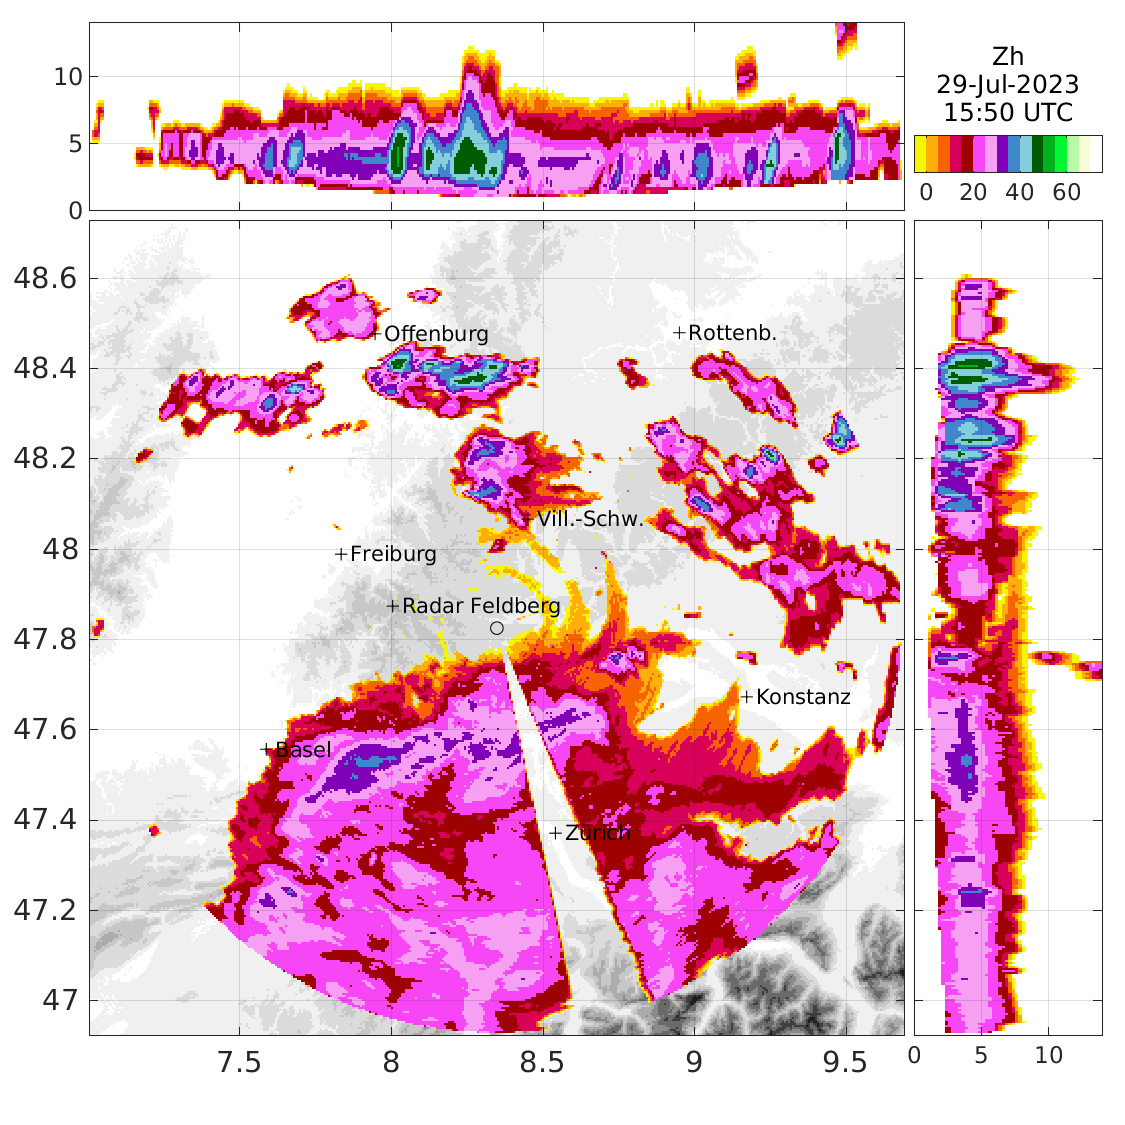 10
5
0
Zh
29-Jul-2023
15:50 UTC
0 20 40 60
48.6
48.4
48.2
48
47.8
47.6
47.4
47.2
47
+Offenburg
+Rottenb.
+Vill.-Schw.
+Freiburg
+Radar Feldberg
+Konstanz
+Basel
+Zürich
7.5 8 8.5 9 9.5
0 5 10